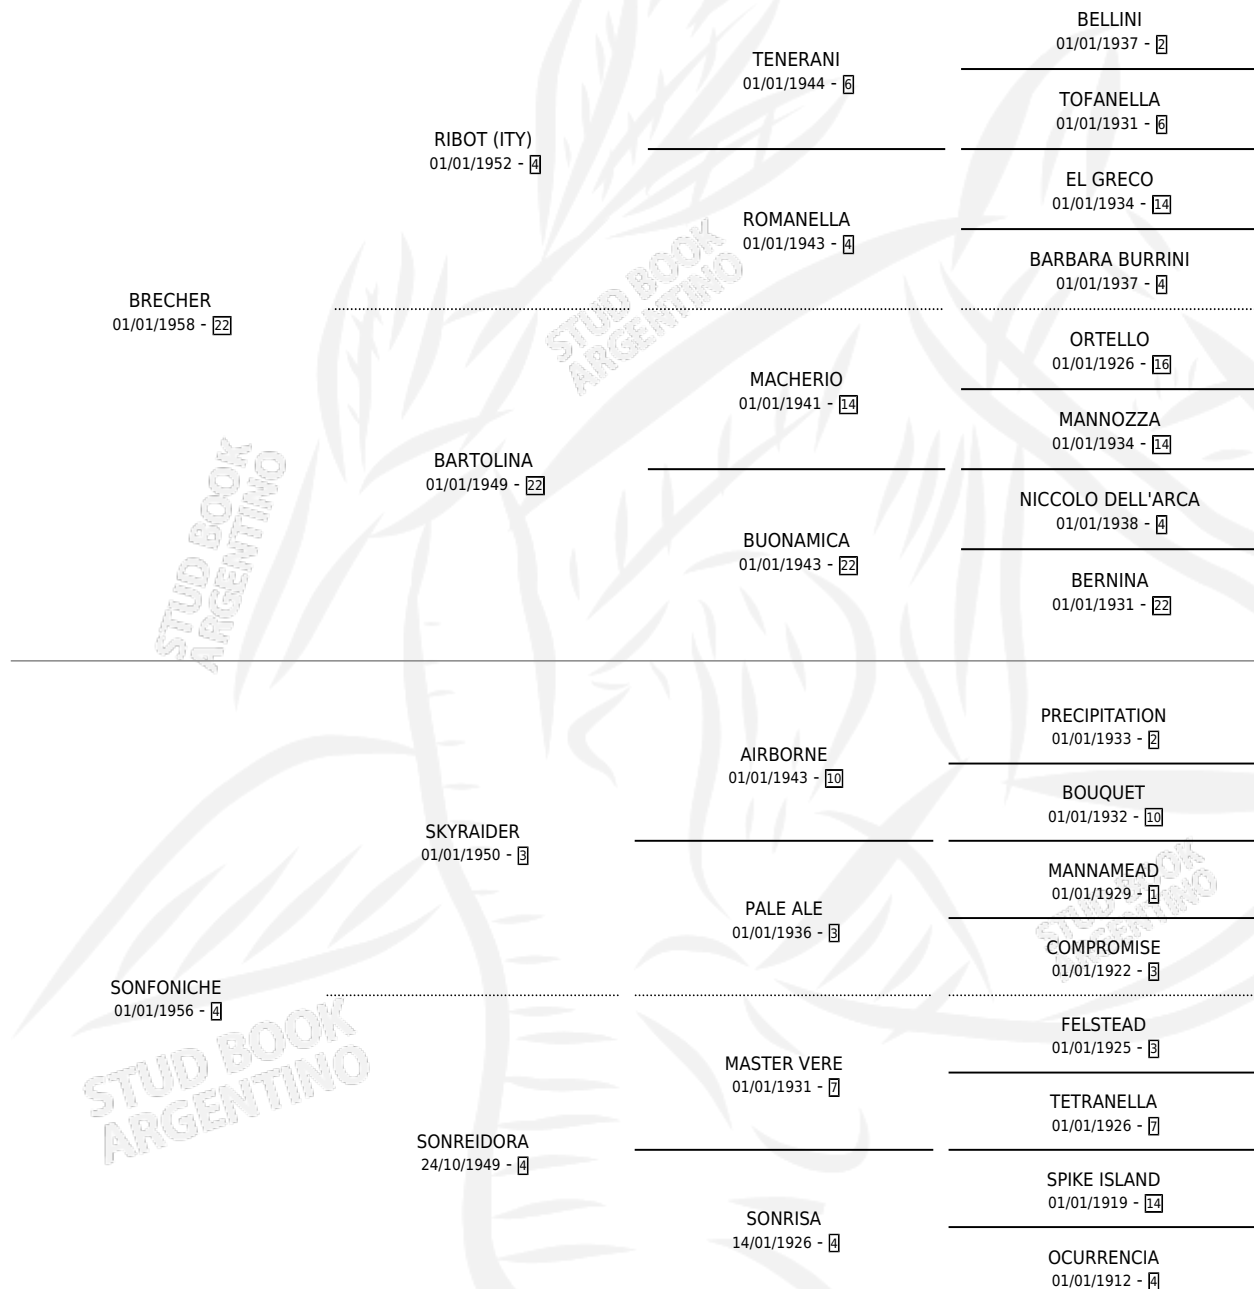 BELLINI
01/01/1937 - 2
TENERANI
01/01/1944 - 6
TOFANELLA
01/01/1931 - 6
RIBOT (ITY)
01/01/1952 - 4
EL GRECO
01/01/1934 - 14
ROMANELLA
01/01/1943 - 4
BARBARA BURRINI
01/01/1937 - 4
BRECHER
01/01/1958 - 22
ORTELLO
01/01/1926 - 16
MACHERIO
01/01/1941 - 14
MANNOZZA
01/01/1934 - 14
BARTOLINA
01/01/1949 - 22
NICCOLO DELL'ARCA
01/01/1938 - 4
BUONAMICA
01/01/1943 - 22
BERNINA
01/01/1931 - 22
PRECIPITATION
01/01/1933 - 2
AIRBORNE
01/01/1943 - 10
BOUQUET
01/01/1932 - 10
SKYRAIDER
01/01/1950 - 3
MANNAMEAD
01/01/1929 - 1
PALE ALE
01/01/1936 - 3
COMPROMISE
01/01/1922 - 3
SONFONICHE
01/01/1956 - 4
FELSTEAD
01/01/1925 - 3
MASTER VERE
01/01/1931 - 7
TETRANELLA
01/01/1926 - 7
SONREIDORA
24/10/1949 - 4
SPIKE ISLAND
01/01/1919 - 14
SONRISA
14/01/1926 - 4
OCURRENCIA
01/01/1912 - 4
STUD BOOK
ARGENTINO
STUD BOOK
ARGENTINO
STUD BOOK
ARGENTINO
STUD BOOK
ARGENTINO